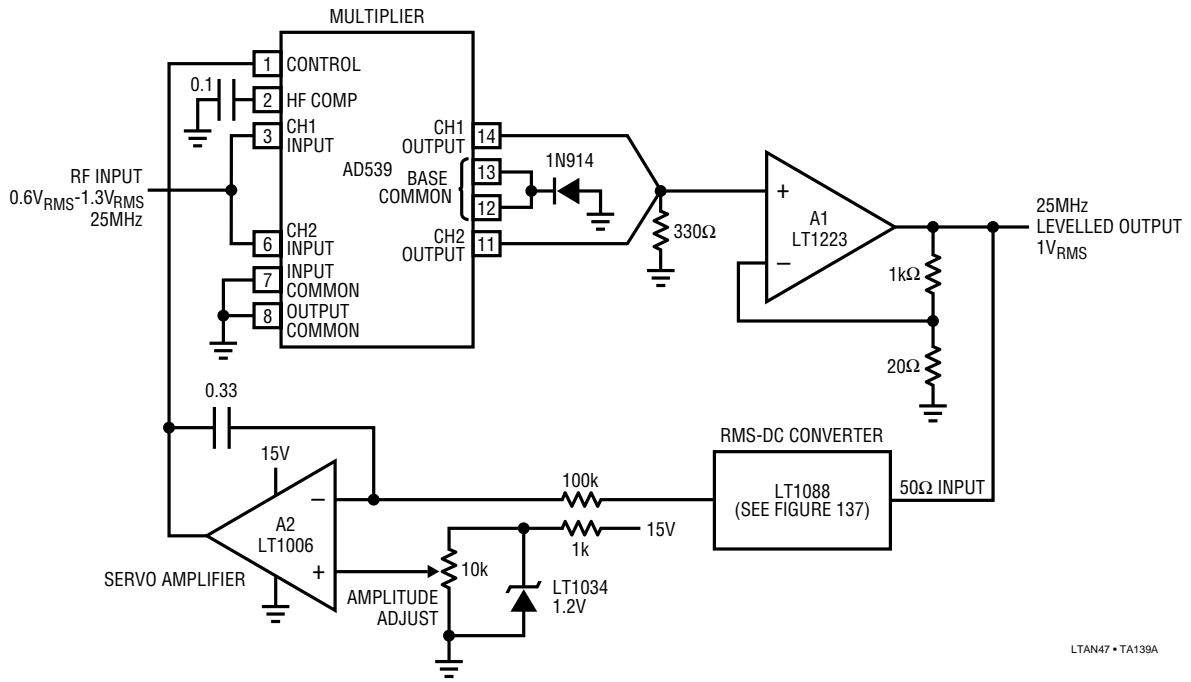 MULTIPLIER
1 CONTROL
0.1
2 HF COMP
3 CH1
INPUT
CH1
OUTPUT 14
RF INPUT
0.6VRMS-1.3VRMS
25MHz
AD539
BASE
COMMON
13
12
1N914
6 CH2
INPUT
CH2
OUTPUT 11
7 INPUT
COMMON
8 OUTPUT
COMMON
330Ω
+
A1
LT1223
–
25MHz
LEVELLED OUTPUT
1VRMS
1kΩ
20Ω
0.33
15V
–
A2
LT1006
+
SERVO AMPLIFIER
100k
RMS-DC CONVERTER
LT1088
(SEE FIGURE 137)
50Ω INPUT
1k
15V
10k
AMPLITUDE
ADJUST
LT1034
1.2V
LTAN47 • TA139A